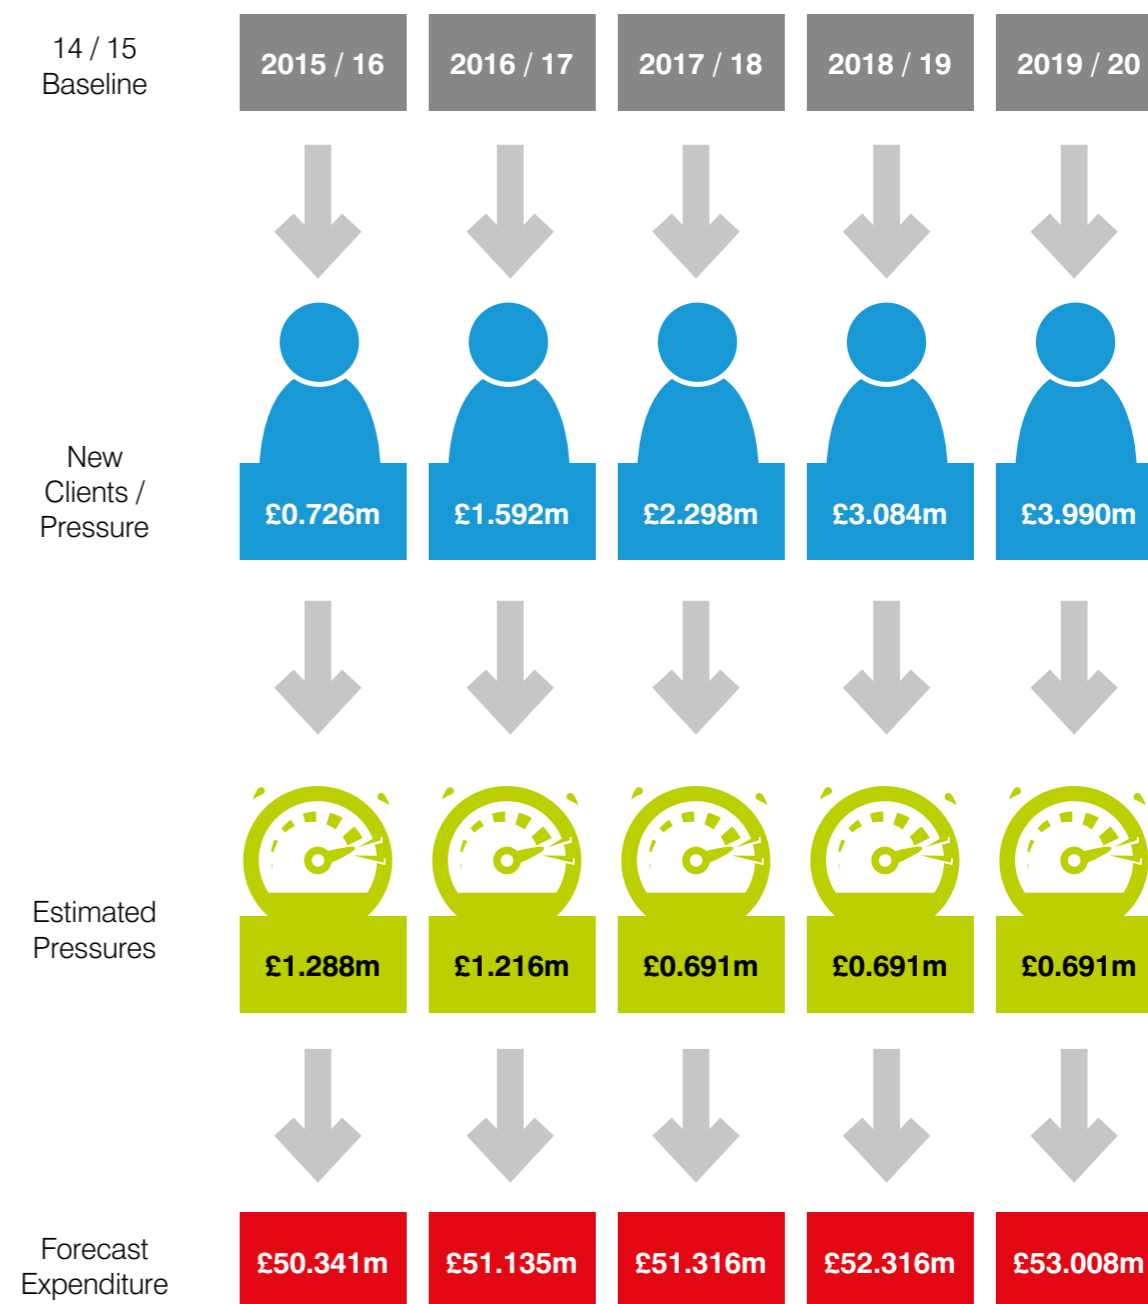 14 / 15
Baseline
2015 / 16
2016 / 17
2017 / 18
2018 / 19
2019 / 20
New
Clients /
Pressure
£0.726m
£1.592m
£2.298m
£3.084m
£3.990m
Estimated
Pressures
£1.288m
£1.216m
£0.691m
£0.691m
£0.691m
Forecast
Expenditure
£50.341m
£51.135m
£51.316m
£52.316m
£53.008m